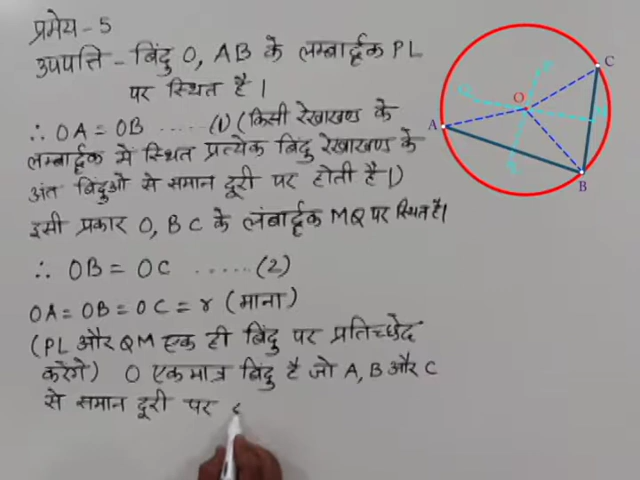 प्रमेय-5
उपपत्ति - बिंदु O, AB के लम्बार्द्धक PL
पर स्थित है।
∴ OA = OB ..... (1) (किसी रेखाखण्ड के
लम्बार्द्धक मे स्थित प्रत्येक बिंदु रेखाखण्ड के
अंत बिंदुओ से समान दूरी पर होती है।)
इसी प्रकार O, BC के लंबार्द्धक MQ पर स्थित है।
∴ OB = OC ...... (2)
OA = OB = OC = r (माना)
(PL और QM एक ही बिंदु पर प्रतिच्छेद
करेगे) O एकमात्र बिंदु है जो A, B और C
से समान दूरी पर
C
O
A
B